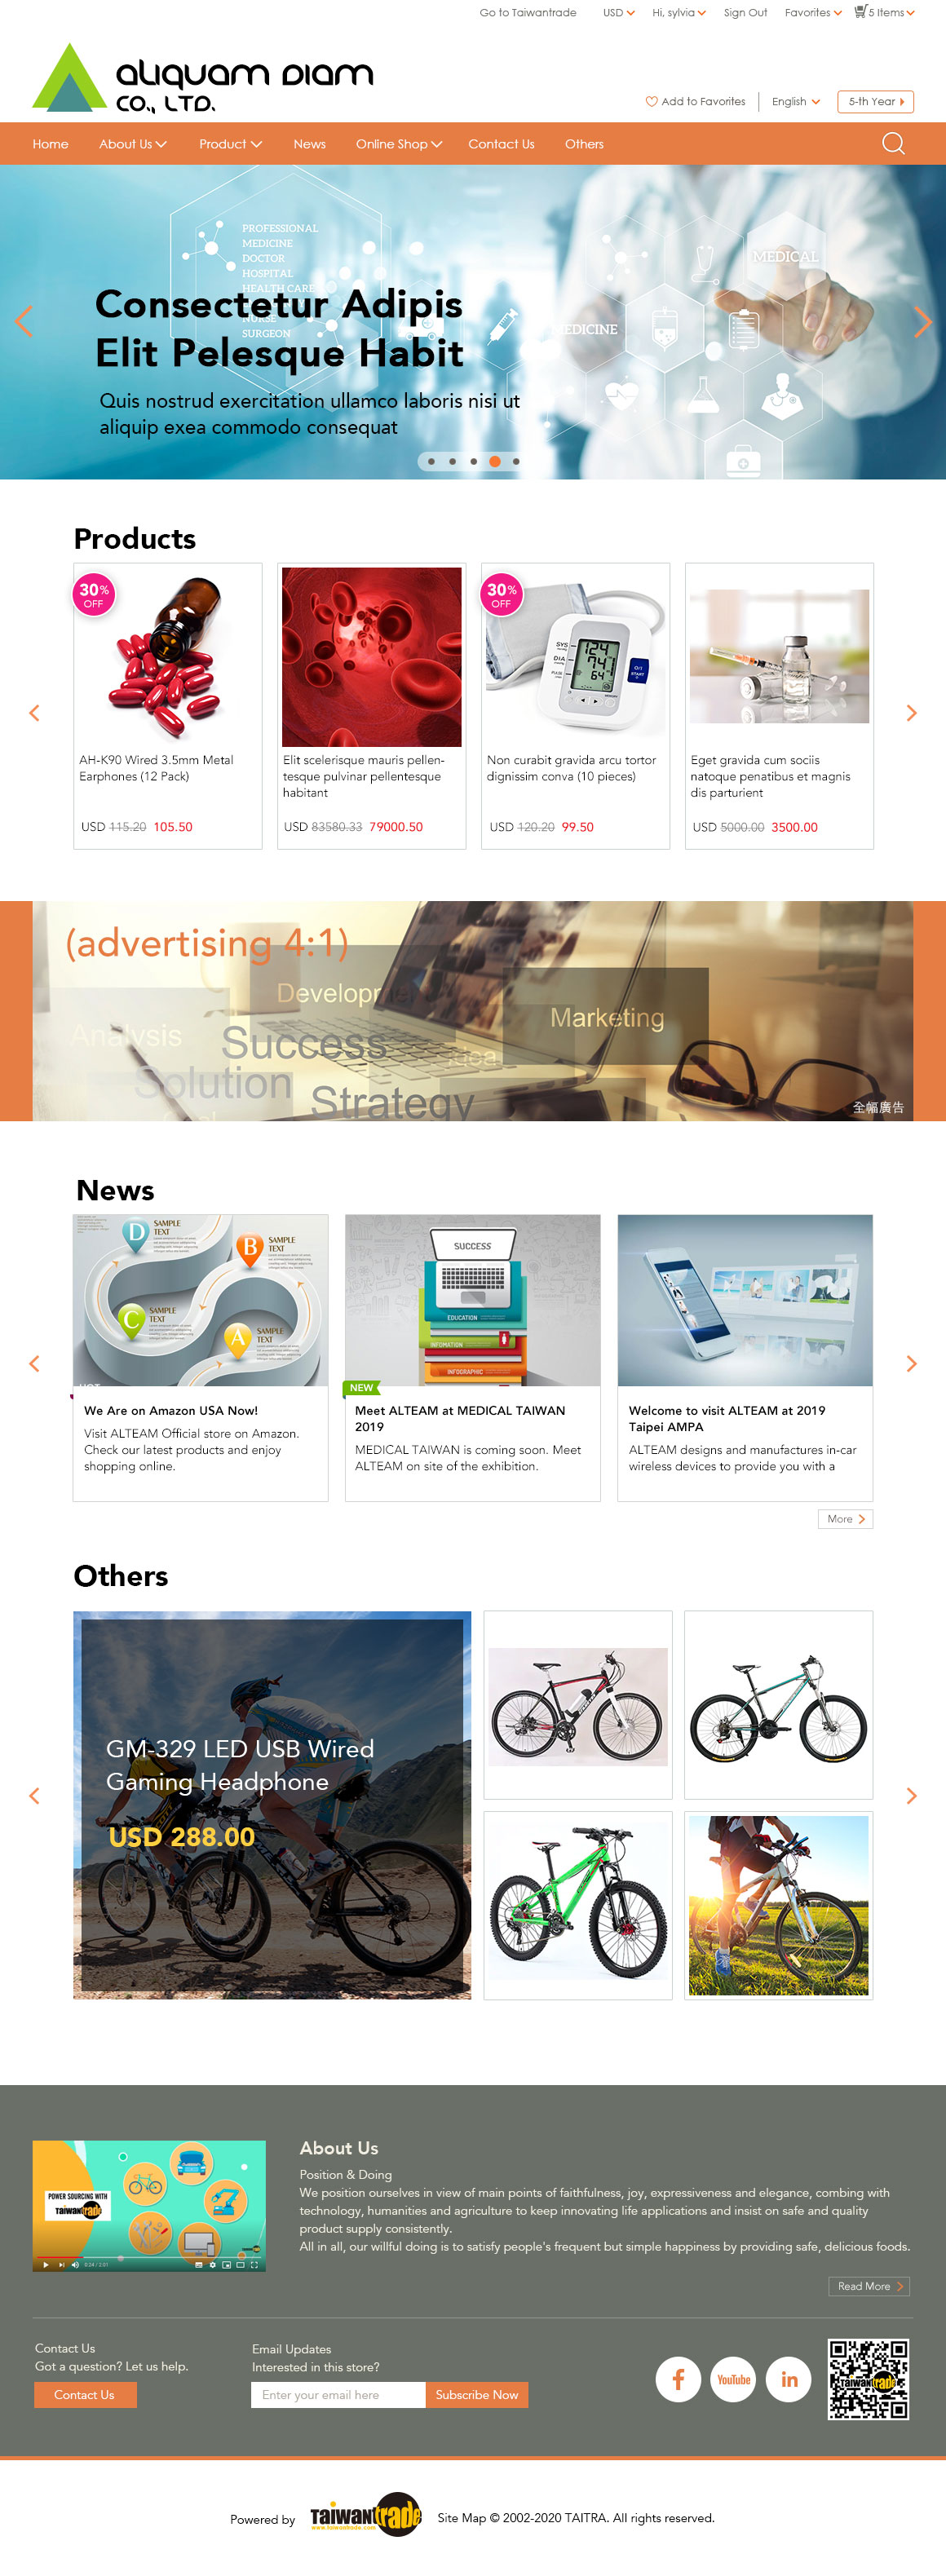 Go to Taiwantrade USD Hi, sylvia Sign Out Favorites 5 Items
aliquam diam
co., ltd.
Add to Favorites English 5-th Year
Home About Us Product News Online Shop Contact Us Others
PROFESSIONAL
MEDICINE
DOCTOR
HOSPITAL
HEALTH CARE
NURSE
SURGEON
MEDICAL
MEDICINE
Consectetur Adipis
Elit Pelesque Habit
Quis nostrud exercitation ullamco laboris nisi ut
aliquip exea commodo consequat
Products
30%
OFF
30%
OFF
SYS
DIA
START
AH-K90 Wired 3.5mm Metal
Earphones (12 Pack)
USD 115.20 105.50
Elit scelerisque mauris pellen-
tesque pulvinar pellentesque
habitant
USD 83580.33 79000.50
Non curabit gravida arcu tortor
dignissim conva (10 pieces)
USD 120.20 99.50
Eget gravida cum sociis
natoque penatibus et magnis
dis parturient
USD 5000.00 3500.00
(advertising 4:1)
Analysis
Development
Success
Idea
Marketing
Solution
Strategy
全幅廣告
News
D
SAMPLE
TEXT
B
SAMPLE
TEXT
C
SAMPLE
TEXT
A
SAMPLE
TEXT
HOT
We Are on Amazon USA Now!
Visit ALTEAM Official store on Amazon.
Check our latest products and enjoy
shopping online.
SUCCESS
EDUCATION
INFOMATION
INFOGRAPHIC
NEW
Meet ALTEAM at MEDICAL TAIWAN
2019
MEDICAL TAIWAN is coming soon. Meet
ALTEAM on site of the exhibition.
Welcome to visit ALTEAM at 2019
Taipei AMPA
ALTEAM designs and manufactures in-car
wireless devices to provide you with a
More
Others
GM-329 LED USB Wired
Gaming Headphone
USD 288.00
POWER SOURCING WITH
Taiwantrade
0:24 / 2:01
About Us
Position & Doing
We position ourselves in view of main points of faithfulness, joy, expressiveness and elegance, combing with
technology, humanities and agriculture to keep innovating life applications and insist on safe and quality
product supply consistently.
All in all, our willful doing is to satisfy people's frequent but simple happiness by providing safe, delicious foods.
Read More
Contact Us
Got a question? Let us help.
Contact Us
Email Updates
Interested in this store?
Enter your email here
Subscribe Now
f
YouTube
in
Taiwantrade
Powered by
Taiwantrade
www.taiwantrade.com
Site Map © 2002-2020 TAITRA. All rights reserved.